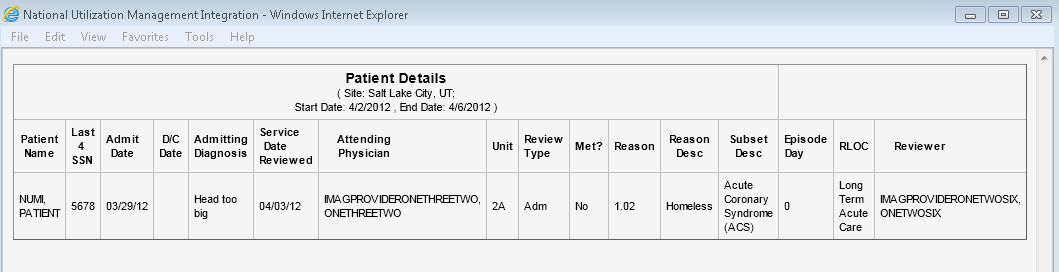 National Utilization Management Integration - Windows Internet Explorer
File Edit View Favorites Tools Help
Patient Details
( Site: Salt Lake City, UT;
Start Date: 4/2/2012 , End Date: 4/6/2012 )
Patient Name Last 4 SSN Admit Date D/C Date Admitting Diagnosis Service Date Reviewed Attending Physician Unit Review Type Met? Reason Reason Desc Subset Desc Episode Day RLOC Reviewer
NUMI, PATIENT 5678 03/29/12 Head too big 04/03/12 IMAGPROVIDERONETHREETWO, ONETHREETWO 2A Adm No 1.02 Homeless Acute Coronary Syndrome (ACS) 0 Long Term Acute Care IMAGPROVIDERONETWOSIX, ONETWOSIX